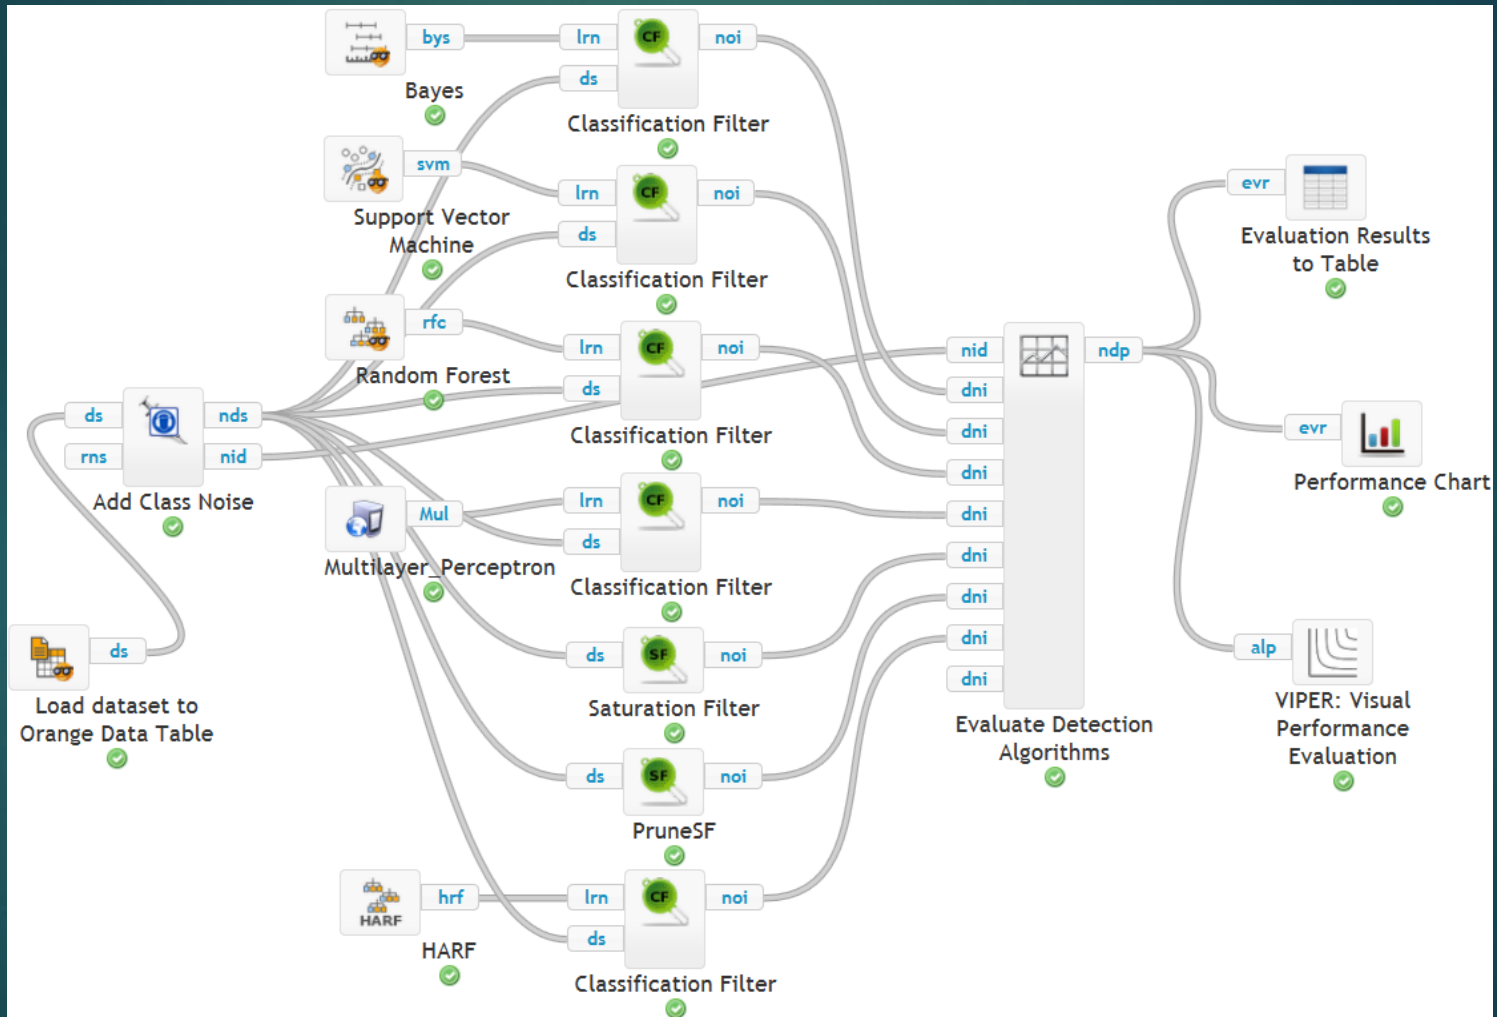 bys
lrn
CF
noi
ds
Bayes
Classification Filter
svm
lrn
CF
noi
ds
Support Vector
Machine
Classification Filter
evr
Evaluation Results
to Table
rfc
lrn
CF
noi
ds
Random Forest
Classification Filter
ds
nds
rns
nid
Add Class Noise
nid
ndp
dni
dni
dni
dni
dni
dni
dni
dni
Evaluate Detection
Algorithms
evr
Performance Chart
Mul
lrn
CF
noi
ds
Multilayer_Perceptron
Classification Filter
ds
Load dataset to
Orange Data Table
ds
SF
noi
Saturation Filter
alp
VIPER: Visual
Performance
Evaluation
ds
SF
noi
PruneSF
HARF
hrf
lrn
CF
noi
ds
HARF
Classification Filter